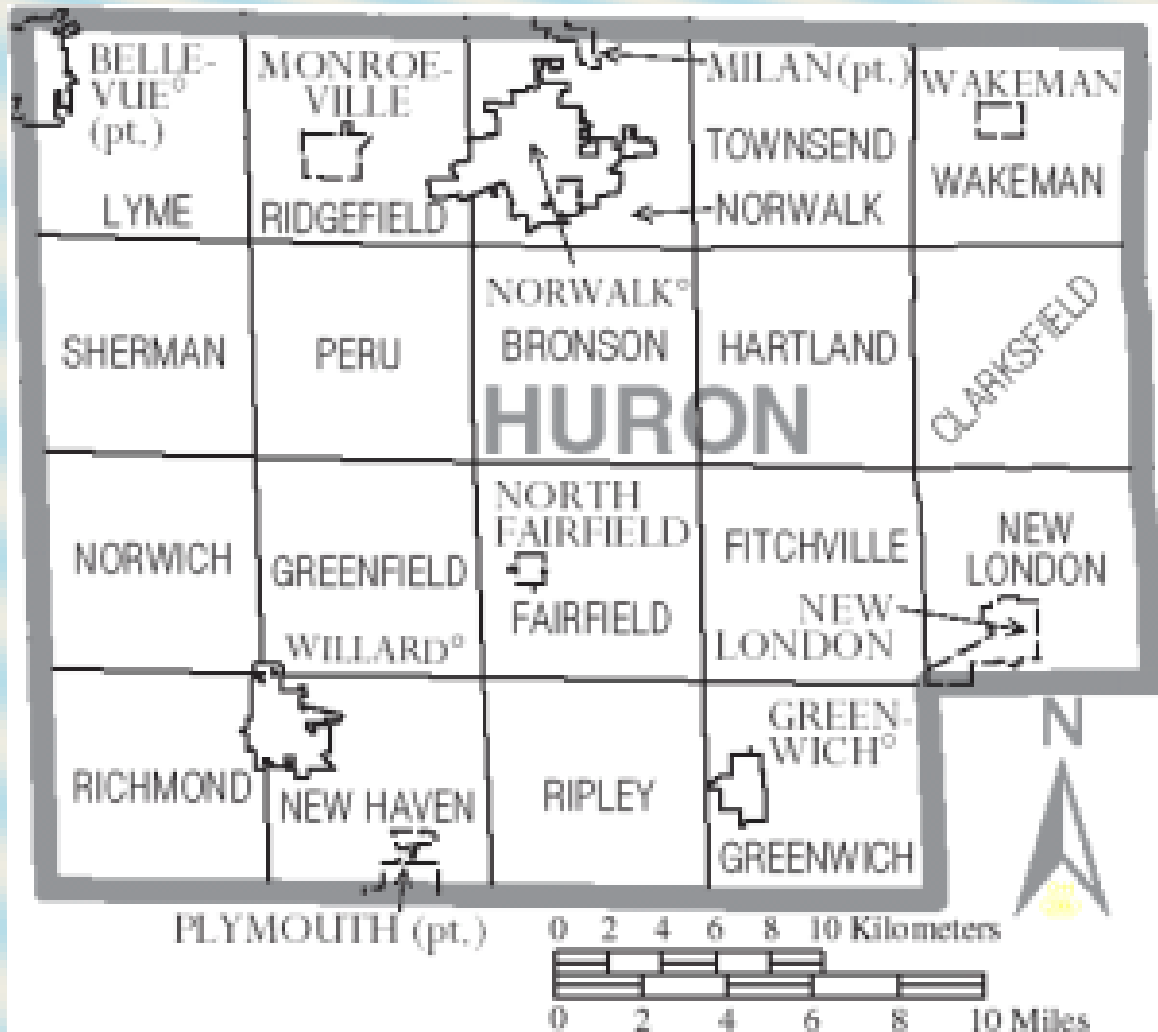 BELLE-
VUE° 
(pt.)
MONROE-
VILLE
MILAN (pt.)
WAKEMAN
TOWNSEND
WAKEMAN
LYME
RIDGEFIELD
NORWALK
NORWALK°
SHERMAN
PERU
BRONSON
HARTLAND
CLARKSFIELD
HURON
NORTH
FAIRFIELD
NORWICH
GREENFIELD
FITCHVILLE
NEW
LONDON
FAIRFIELD
NEW
LONDON
WILLARD°
GREEN-
WICH°
N
RICHMOND
NEW HAVEN
RIPLEY
GREENWICH
PLYMOUTH (pt.)
0 2 4 6 8 10 Kilometers
0 2 4 6 8 10 Miles